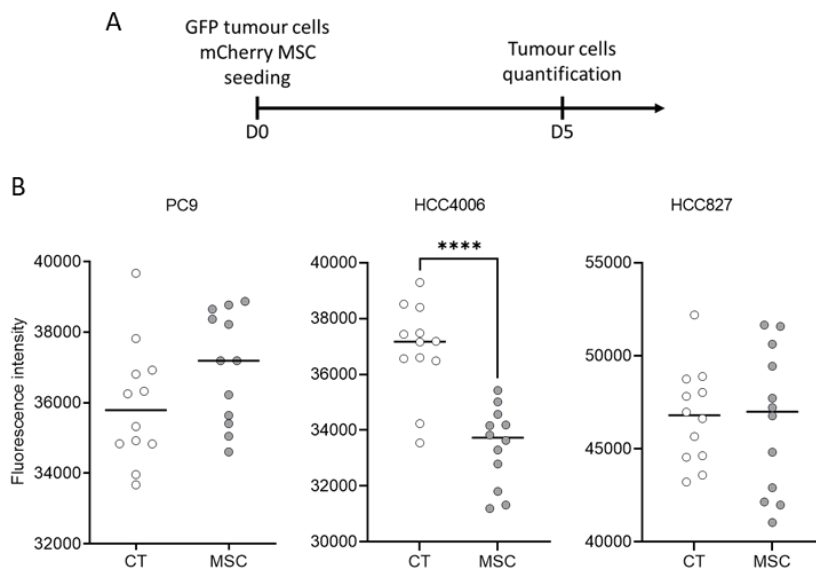 A
GFP tumour cells
mCherry MSC
seeding
Tumour cells
quantification
D0
D5
B
PC9
HCC4006
HCC827
Fluorescence intensity
40000
38000
36000
34000
32000
CT
MSC
****
40000
38000
36000
34000
32000
30000
CT
MSC
55000
50000
45000
40000
CT
MSC